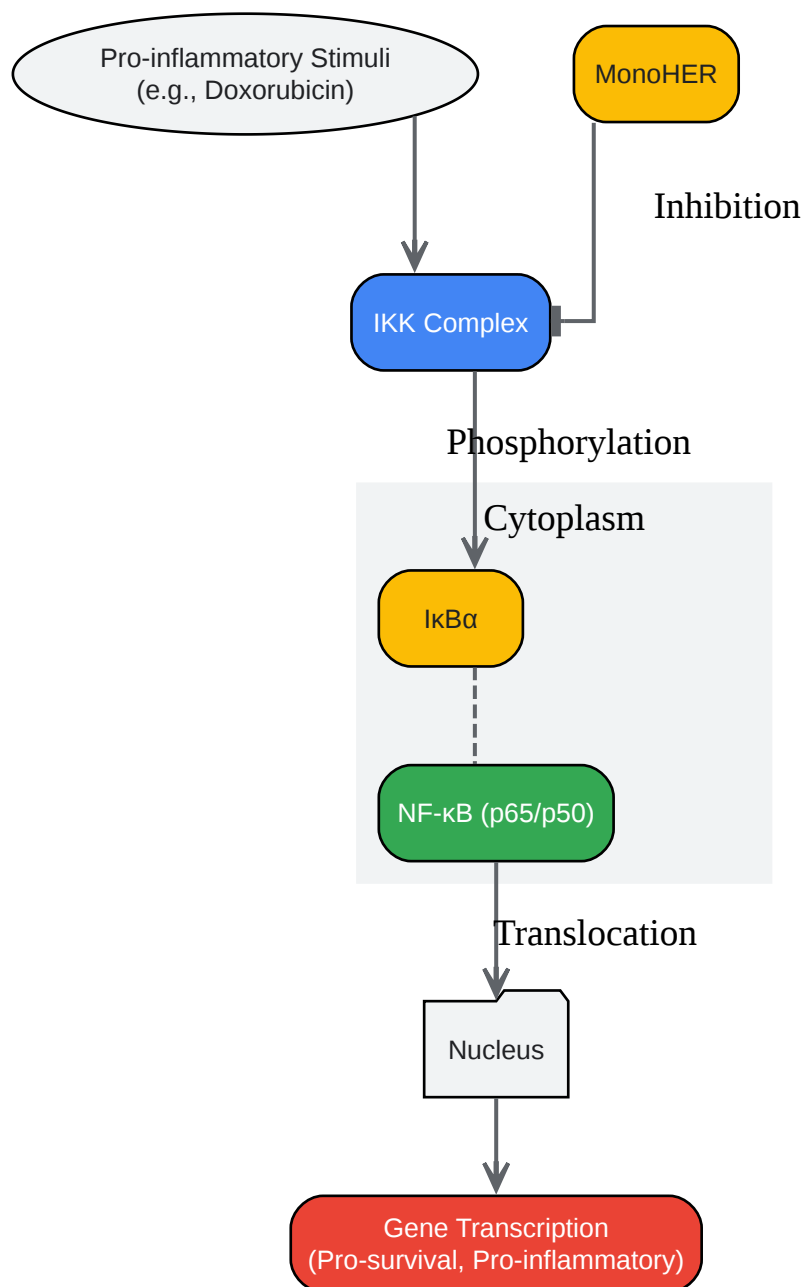 Pro-inflammatory Stimuli
(e.g., Doxorubicin)
MonoHER
Inhibition
IKK Complex
Phosphorylation
Cytoplasm
IκBα
NF-κB (p65/p50)
Translocation
Nucleus
Gene Transcription
(Pro-survival, Pro-inflammatory)